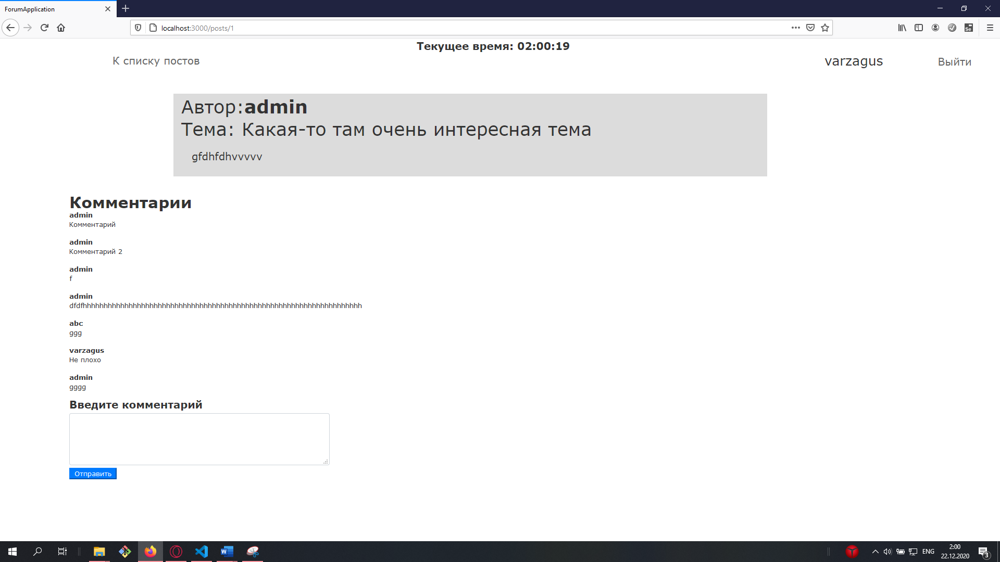 ForumApplication
localhost:3000/posts/1
Se
Текущее время: 02:00:19
К списку постов
varzagus
Выйти
Автор:admin
Тема: Какая-то там очень интересная тема
gfdhfdhvvvvv
Комментарии
admin
Комментарий
admin
Комментарий 2
admin
f
admin
dfdfhhhhhhhhhhhhhhhhhhhhhhhhhhhhhhhhhhhhhhhhhhhhhhhhhhhhhhhhhhhhhhhhhhh
abc
ggg
varzagus
Не плохо
admin
gggg
Введите комментарий
Отправить
ENG
2:00
22.12.2020
3